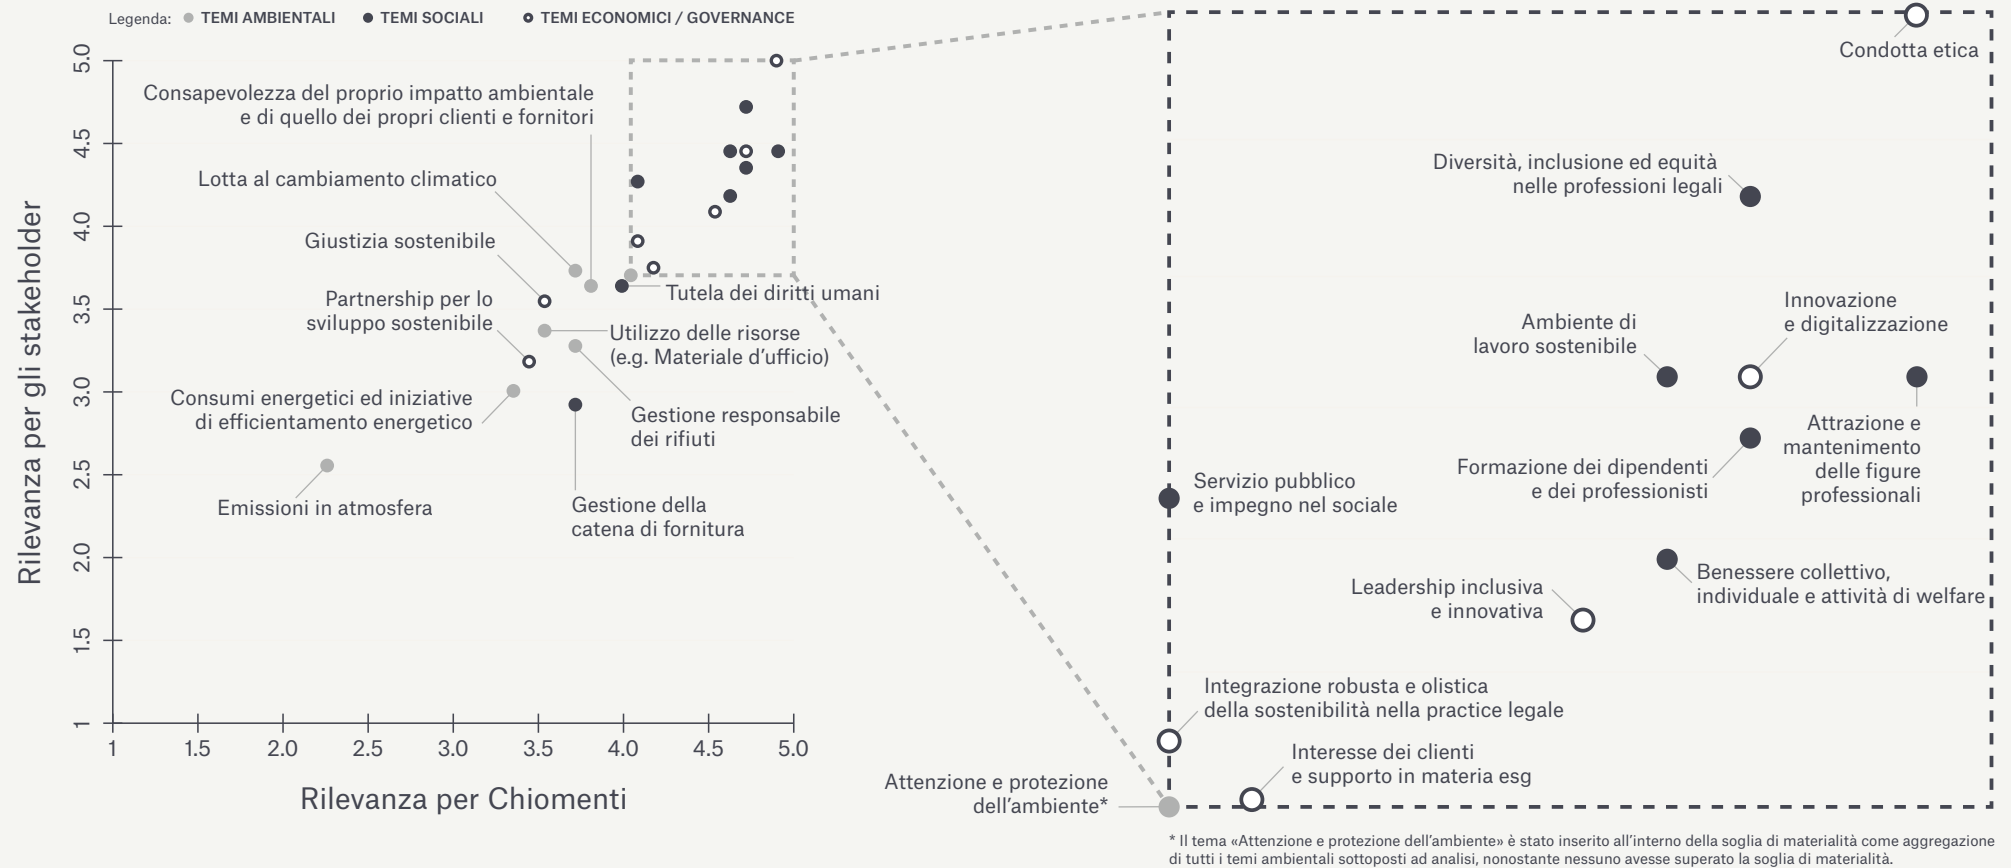 Legenda: TEMI AMBIENTALI TEMI SOCIALI TEMI ECONOMICI / GOVERNANCE
Rilevanza per gli stakeholder
5.0
4.5
4.0
3.5
3.0
2.5
2.0
1.5
1
Consapevolezza del proprio impatto ambientale
e di quello dei propri clienti e fornitori
Lotta al cambiamento climatico
Giustizia sostenibile
Partnership per lo
sviluppo sostenibile
Consumi energetici ed iniziative
di efficientamento energetico
Emissioni in atmosfera
Tutela dei diritti umani
Utilizzo delle risorse
(e.g. Materiale d'ufficio)
Gestione responsabile
dei rifiuti
Gestione della
catena di fornitura
1 1.5 2.0 2.5 3.0 3.5 4.0 4.5 5.0
Rilevanza per Chiomenti
Condotta etica
Diversità, inclusione ed equità
nelle professioni legali
Innovazione
e digitalizzazione
Ambiente di
lavoro sostenibile
Attrazione e
mantenimento
delle figure
professionali
Formazione dei dipendenti
e dei professionisti
Servizio pubblico
e impegno nel sociale
Benessere collettivo,
individuale e attività di welfare
Leadership inclusiva
e innovativa
Integrazione robusta e olistica
della sostenibilità nella practice legale
Interesse dei clienti
e supporto in materia esg
Attenzione e protezione
dell'ambiente*
* Il tema «Attenzione e protezione dell'ambiente» è stato inserito all'interno della soglia di materialità come aggregazione
di tutti i temi ambientali sottoposti ad analisi, nonostante nessuno avesse superato la soglia di materialità.